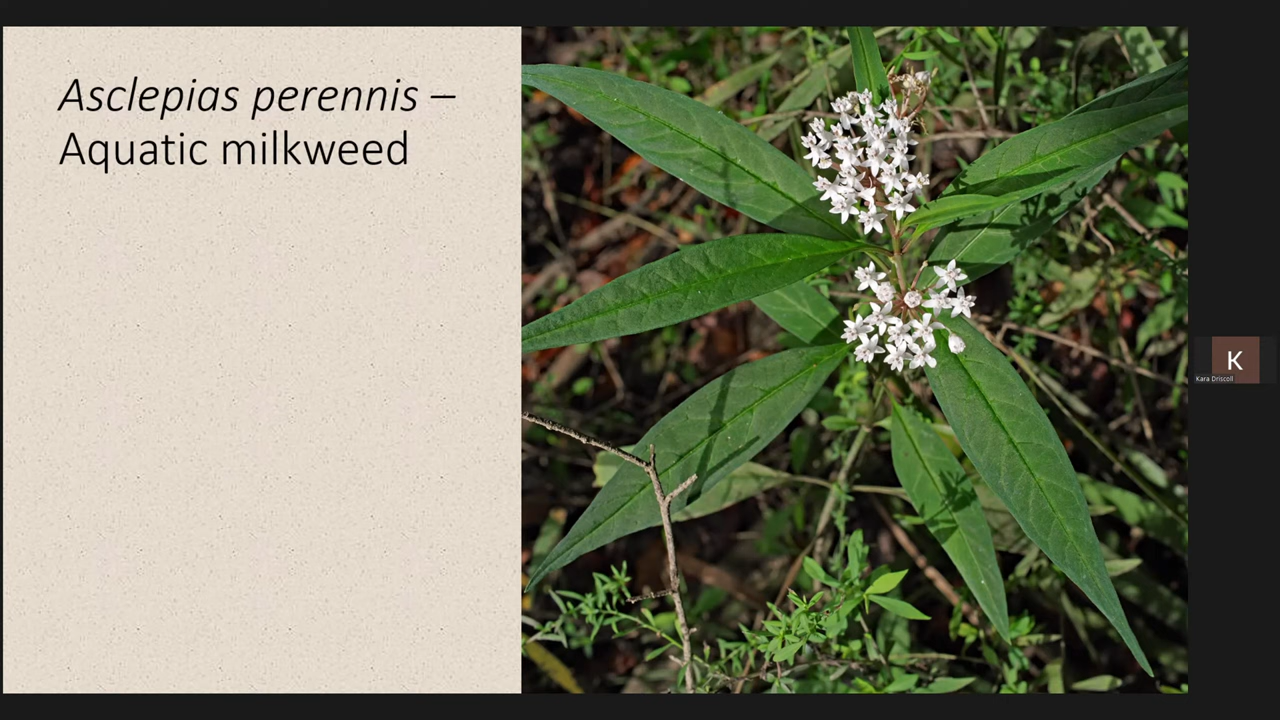 Asclepias perennis –
Aquatic milkweed
K
Kara Driscoll